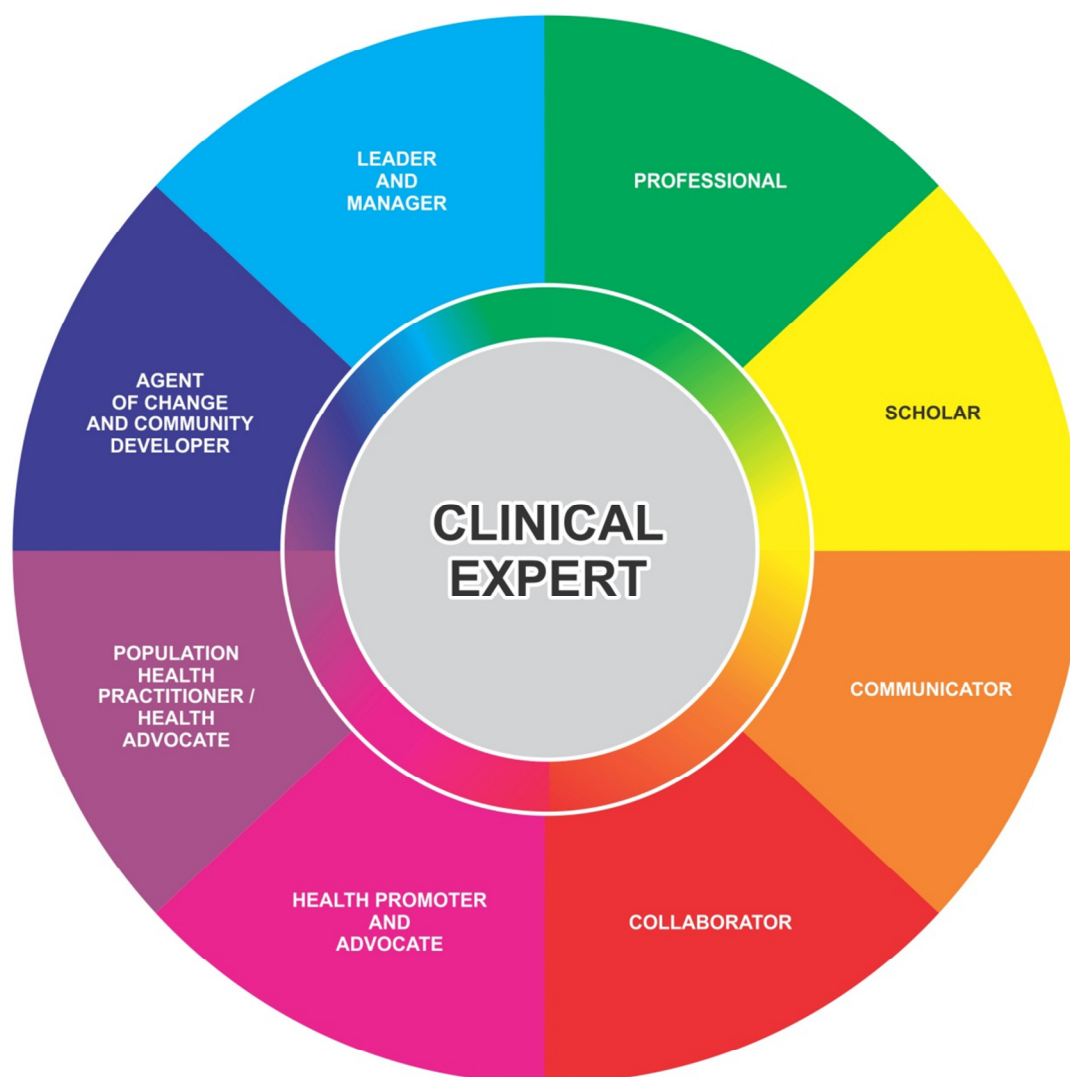 LEADER
AND
MANAGER
PROFESSIONAL
AGENT
OF CHANGE
AND COMMUNITY
DEVELOPER
SCHOLAR
CLINICAL
EXPERT
POPULATION
HEALTH
PRACTITIONER /
HEALTH
ADVOCATE
COMMUNICATOR
HEALTH PROMOTER
AND
ADVOCATE
COLLABORATOR